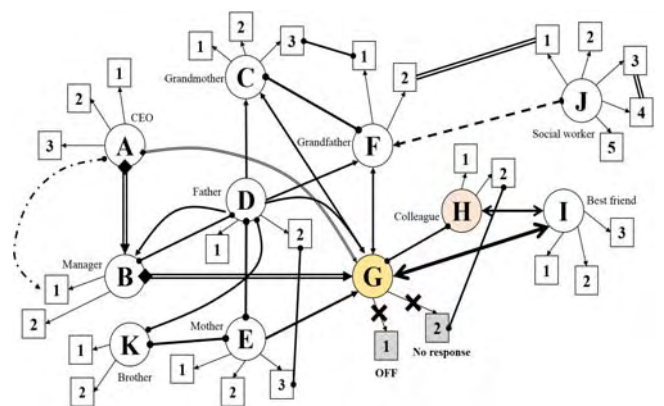 2
1
3
1
Grandmother
C
1
2
1
2
3
J
4
Social worker
5
1
2
CEO
3
A
Grandfather
F
1
2
Father
D
Colleague
H
I
Best friend
1
2
3
1
2
Manager
B
1
2
G
Mother
E
1
K
2
Brother
1
2
3
1
OFF
2
No response